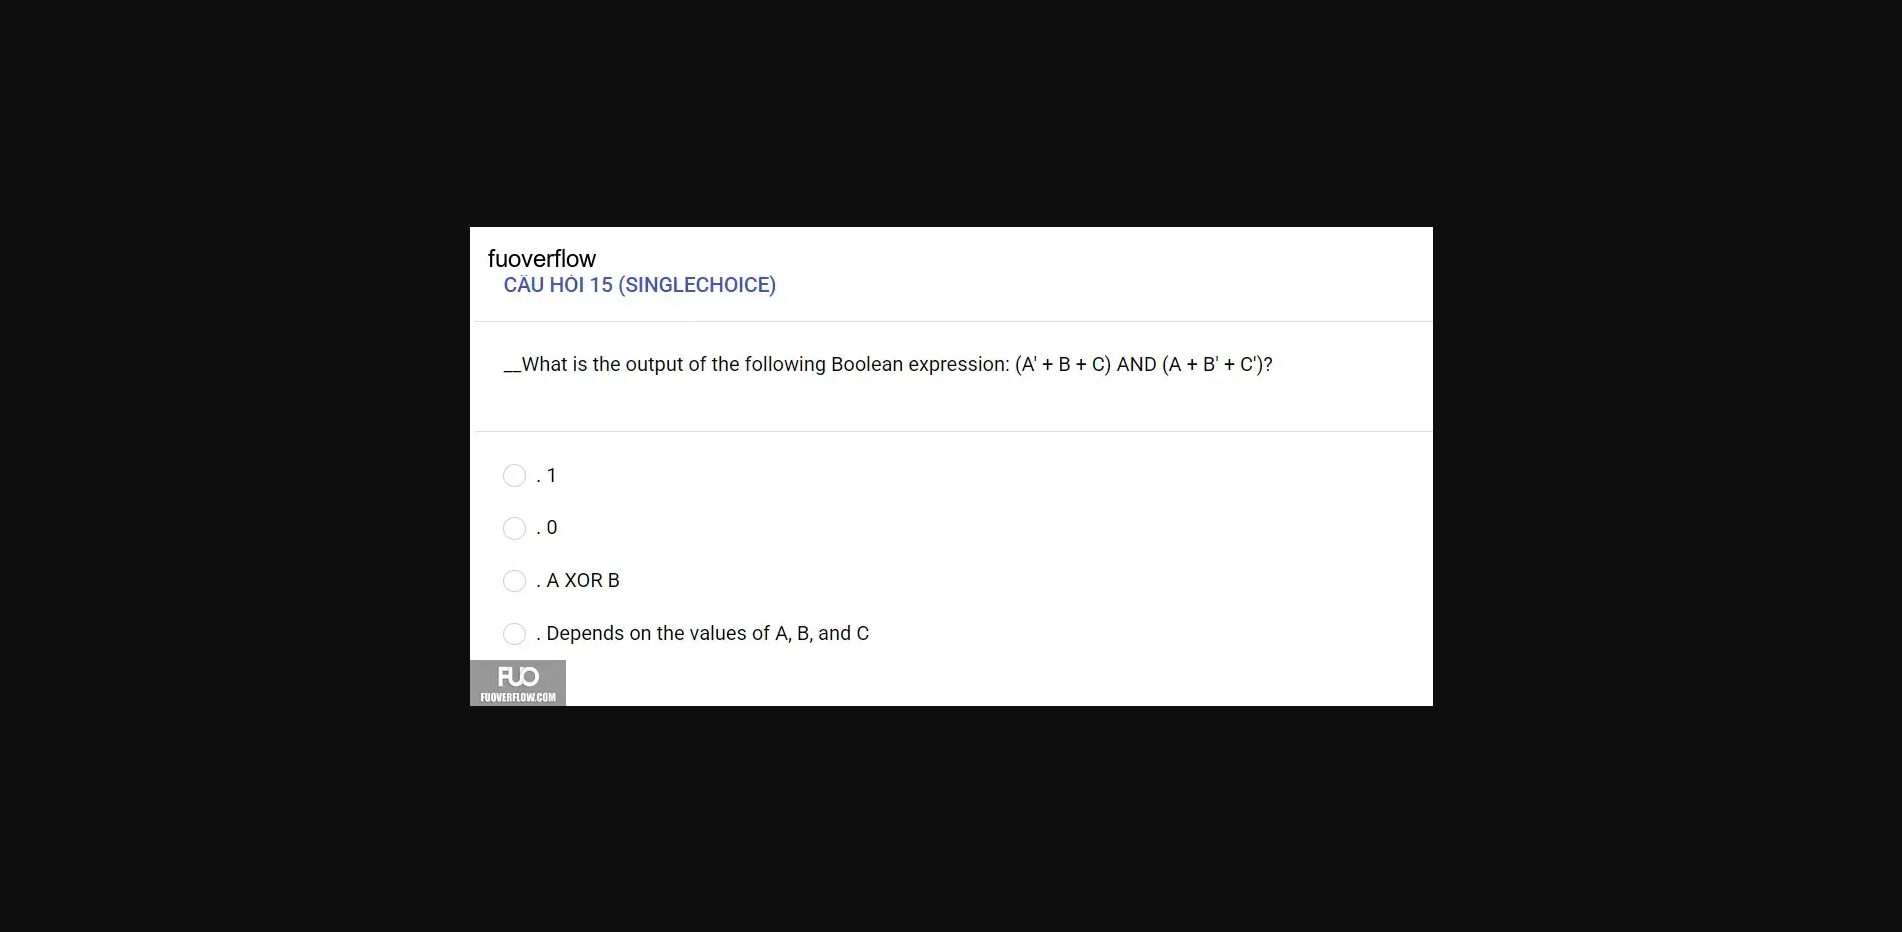 fuoverflow
CÂU HỎI 15 (SINGLECHOICE)
__What is the output of the following Boolean expression: (A' + B + C) AND (A + B' + C')?
. 1
. 0
. A XOR B
. Depends on the values of A, B, and C
FUO
FUOVERFLOW.COM